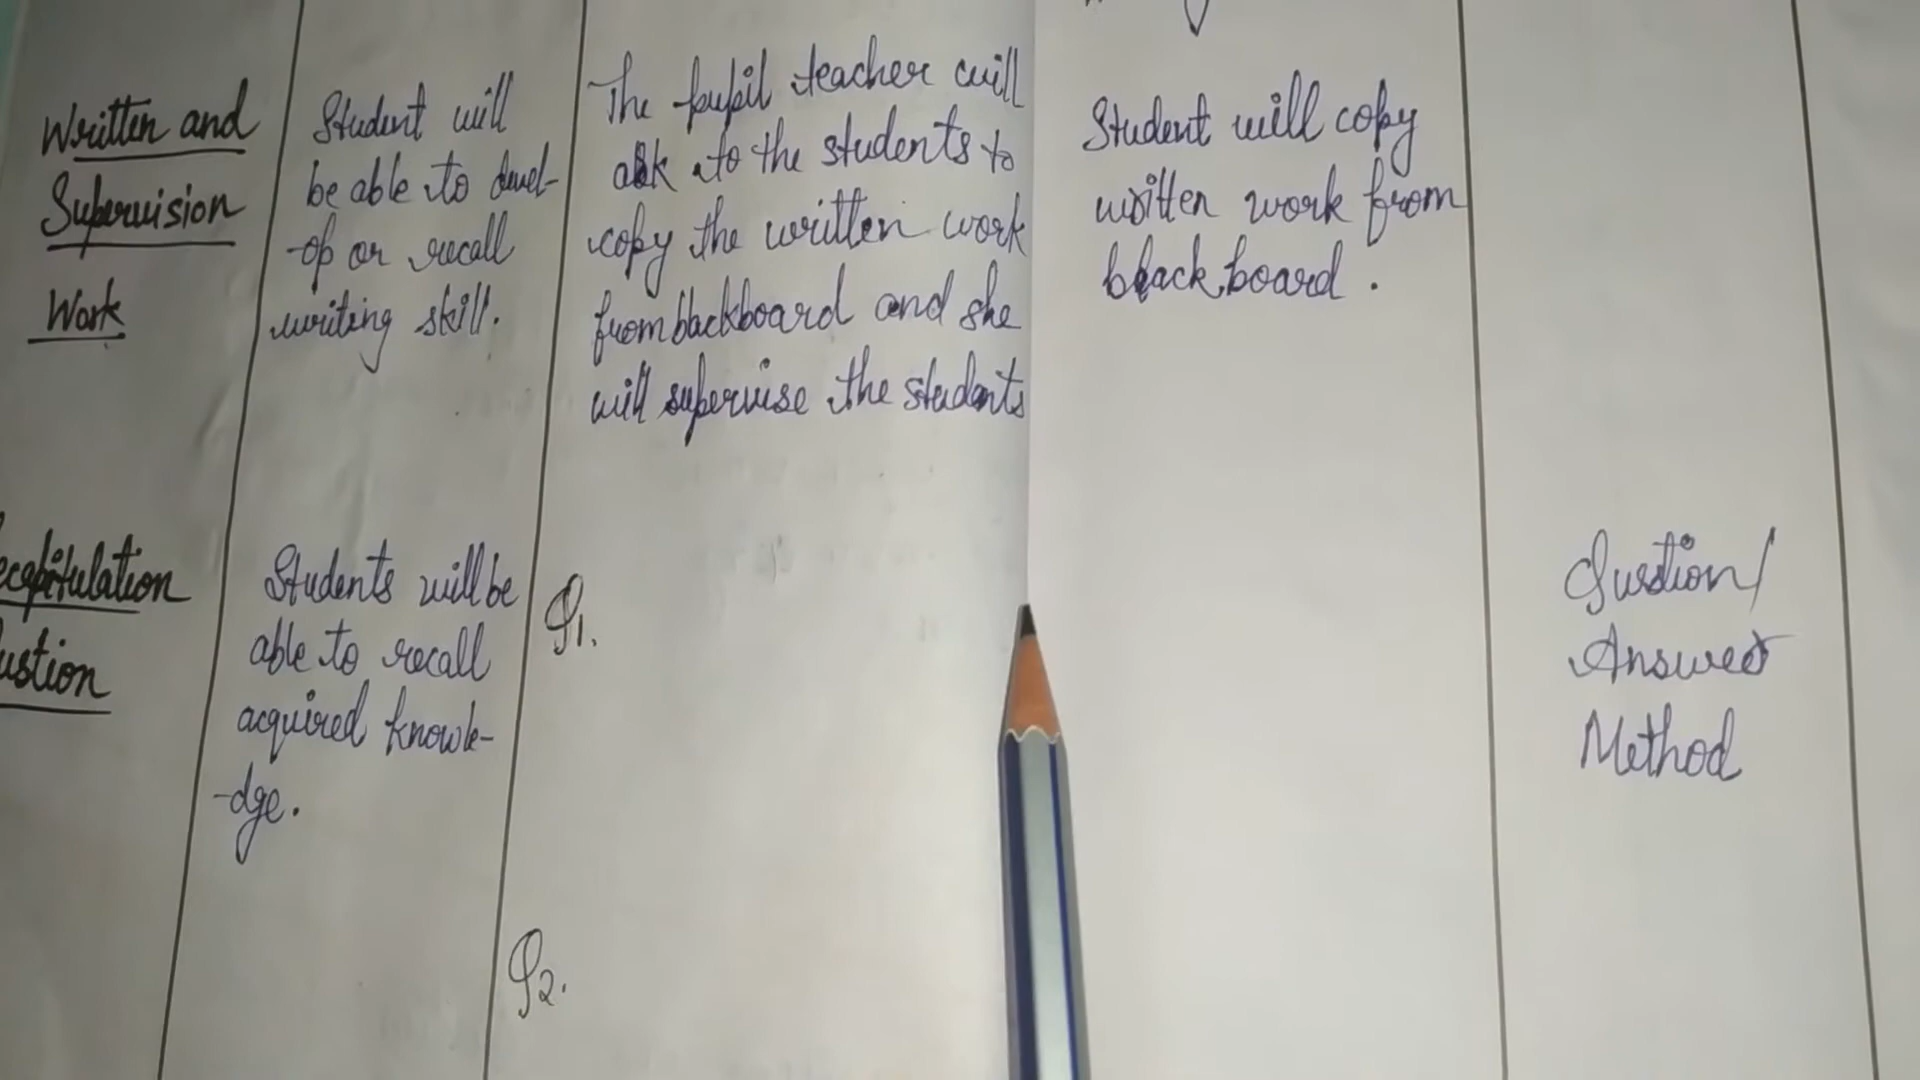 Written and
Supervision
Work
Student will
be able to devel-
-op or recall
writing skill.
The pupil teacher will
ask to the students to
copy the written work
from blackboard and she
will supervise the students
Student will copy
written work from
black board.
ecapitulation
ustion
Students will be
able to recall
acquired knowle-
-dge.
Q1.
Q2.
Question/
Answer
Method